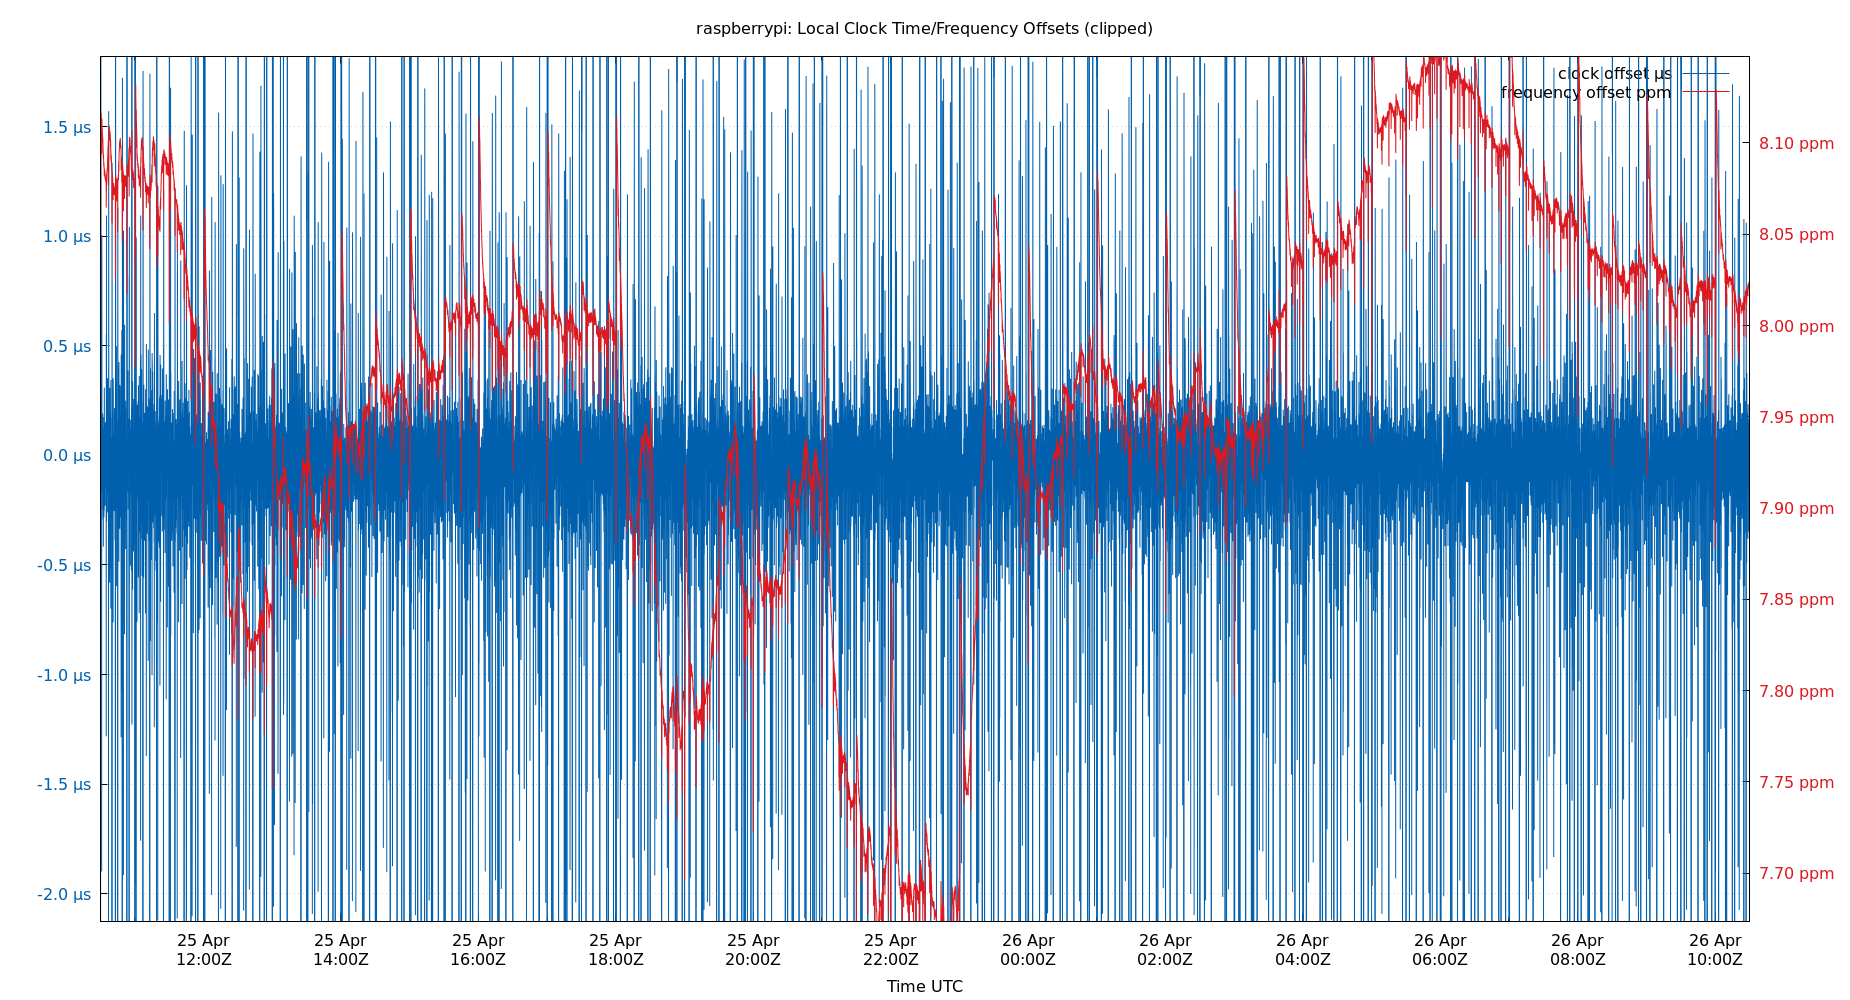 raspberrypi: Local Clock Time/Frequency Offsets (clipped)
clock offset µs
frequency offset ppm
1.5 µs
1.0 µs
0.5 µs
0.0 µs
-0.5 µs
-1.0 µs
-1.5 µs
-2.0 µs
8.10 ppm
8.05 ppm
8.00 ppm
7.95 ppm
7.90 ppm
7.85 ppm
7.80 ppm
7.75 ppm
7.70 ppm
25 Apr 25 Apr 25 Apr 25 Apr 25 Apr 25 Apr 26 Apr 26 Apr 26 Apr 26 Apr 26 Apr 26 Apr
12:00Z 14:00Z 16:00Z 18:00Z 20:00Z 22:00Z 00:00Z 02:00Z 04:00Z 06:00Z 08:00Z 10:00Z
Time UTC